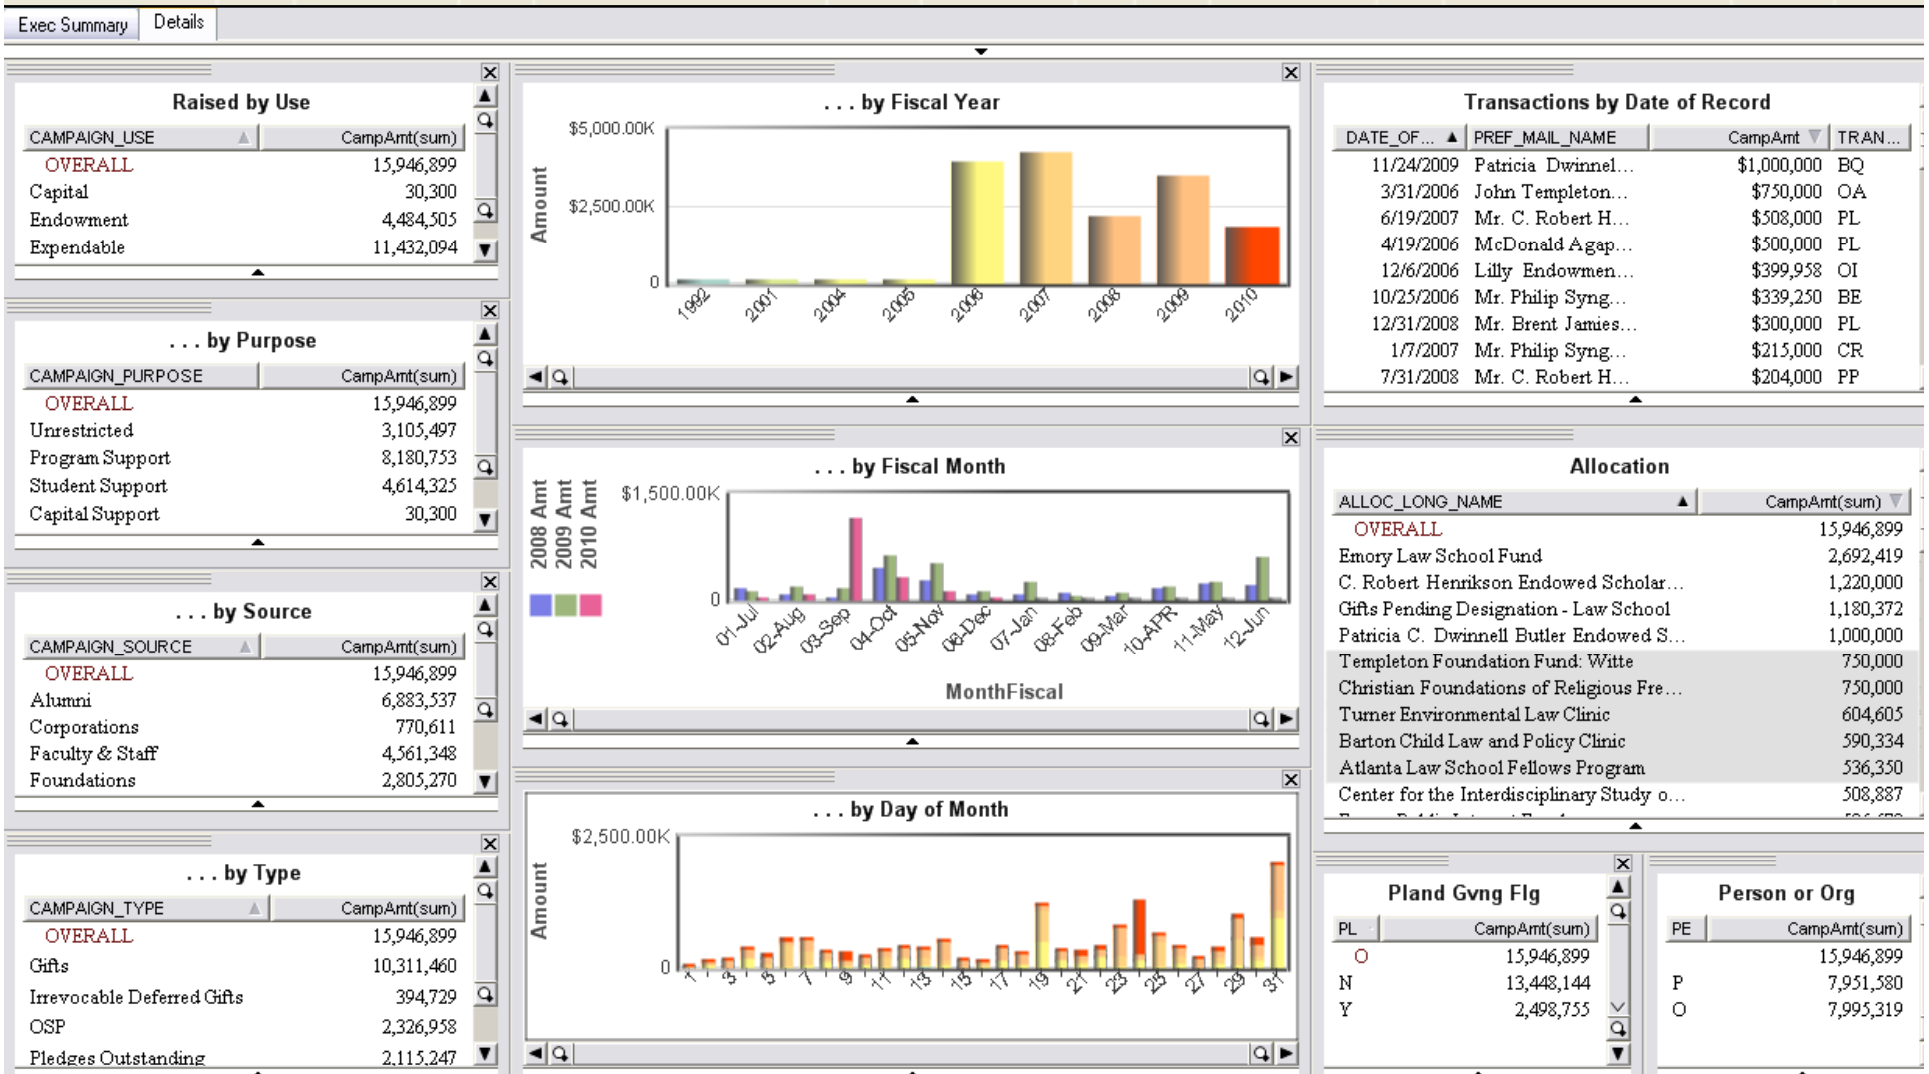 Exec Summary
Details
Raised by Use
CAMPAIGN_USE CampAmt(sum)
OVERALL 15,946,899
Capital 30,300
Endowment 4,484,505
Expendable 11,432,094
. . . by Purpose
CAMPAIGN_PURPOSE CampAmt(sum)
OVERALL 15,946,899
Unrestricted 3,105,497
Program Support 8,180,753
Student Support 4,614,325
Capital Support 30,300
. . . by Source
CAMPAIGN_SOURCE CampAmt(sum)
OVERALL 15,946,899
Alumni 6,883,537
Corporations 770,611
Faculty & Staff 4,561,348
Foundations 2,805,270
. . . by Type
CAMPAIGN_TYPE CampAmt(sum)
OVERALL 15,946,899
Gifts 10,311,460
Irrevocable Deferred Gifts 394,729
OSP 2,326,958
Pledges Outstanding 2,115,247
. . . by Fiscal Year
Amount
$5,000.00K
$2,500.00K
0
1992 2001 2004 2005 2006 2007 2008 2009 2010
. . . by Fiscal Month
2008 Amt
2009 Amt
2010 Amt
$1,500.00K
0
01-Jul 02-Aug 03-Sep 04-Oct 05-Nov 06-Dec 07-Jan 08-Feb 09-Mar 10-APR 11-May 12-Jun
MonthFiscal
. . . by Day of Month
Amount
$2,500.00K
0
1 3 5 7 9 11 13 15 17 19 21 23 25 27 29 31
Transactions by Date of Record
DATE_OF... PREF_MAIL_NAME CampAmt TRAN...
11/24/2009 Patricia Dwinnel... $1,000,000 BQ
3/31/2006 John Templeton... $750,000 OA
6/19/2007 Mr. C. Robert H... $508,000 PL
4/19/2006 McDonald Agap... $500,000 PL
12/6/2006 Lilly Endowmen... $399,958 OI
10/25/2006 Mr. Philip Syng... $339,250 BE
12/31/2008 Mr. Brent Jamies... $300,000 PL
1/7/2007 Mr. Philip Syng... $215,000 CR
7/31/2008 Mr. C. Robert H... $204,000 PP
Allocation
ALLOC_LONG_NAME CampAmt(sum)
OVERALL 15,946,899
Emory Law School Fund 2,692,419
C. Robert Henrikson Endowed Scholar... 1,220,000
Gifts Pending Designation - Law School 1,180,372
Patricia C. Dwinnell Butler Endowed S... 1,000,000
Templeton Foundation Fund: Witte 750,000
Christian Foundations of Religious Fre... 750,000
Turner Environmental Law Clinic 604,605
Barton Child Law and Policy Clinic 590,334
Atlanta Law School Fellows Program 536,350
Center for the Interdisciplinary Study o... 508,887
Pland Gvng Flg
PL CampAmt(sum)
O 15,946,899
N 13,448,144
Y 2,498,755
Person or Org
PE CampAmt(sum)
15,946,899
P 7,951,580
O 7,995,319